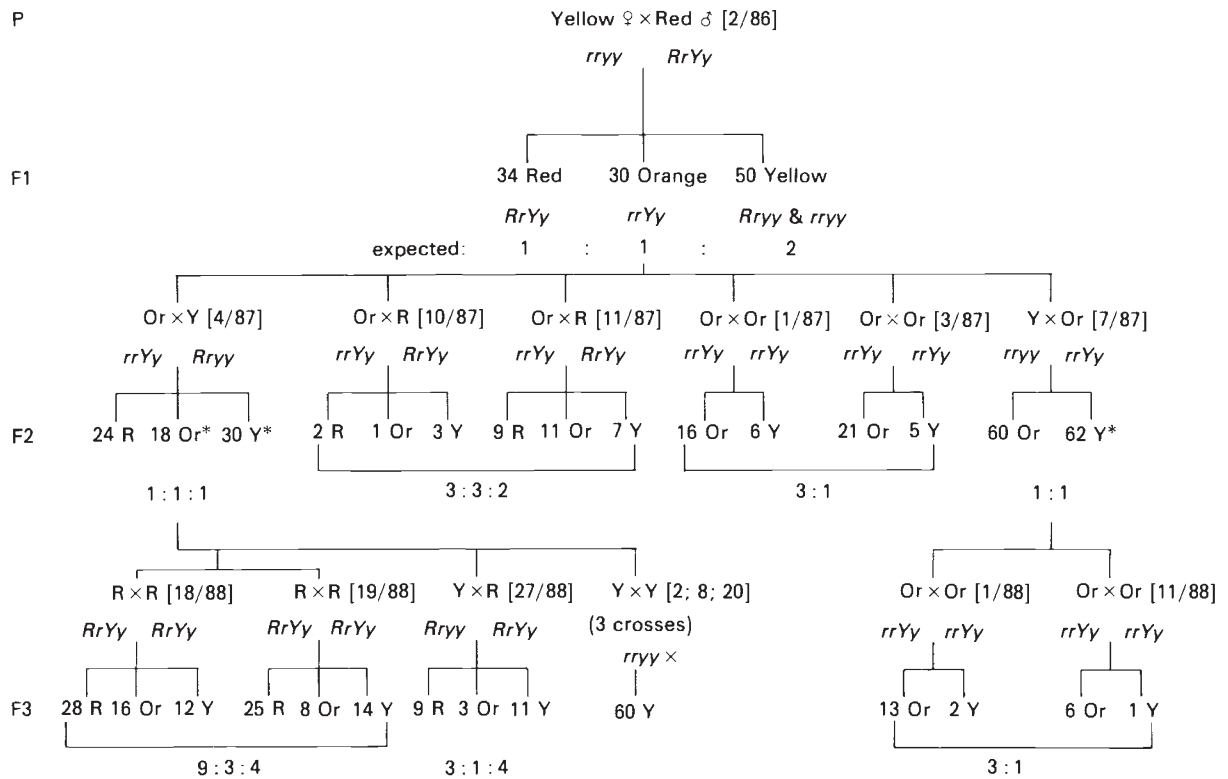 P Yellow ♀ × Red ♂ [2/86]
rryy RrYy
F1 34 Red 30 Orange 50 Yellow
RrYy rrYy Rryy & rryy
expected: 1 : 1 : 2
Or × Y [4/87] Or × R [10/87] Or × R [11/87] Or × Or [1/87] Or × Or [3/87] Y × Or [7/87]
rrYy Rryy rrYy RrYy rrYy RrYy rrYy rrYy rrYy rrYy rryy rrYy
F2 24 R 18 Or* 30 Y* 2 R 1 Or 3 Y 9 R 11 Or 7 Y 16 Or 6 Y 21 Or 5 Y 60 Or 62 Y*
1 : 1 : 1 3 : 3 : 2 3 : 1 1 : 1
R × R [18/88] R × R [19/88] Y × R [27/88] Y × Y [2; 8; 20] Or × Or [1/88] Or × Or [11/88]
RrYy RrYy RrYy RrYy Rryy RrYy (3 crosses) rrYy rrYy rrYy rrYy
rryy ×
F3 28 R 16 Or 12 Y 25 R 8 Or 14 Y 9 R 3 Or 11 Y 60 Y 13 Or 2 Y 6 Or 1 Y
9 : 3 : 4 3 : 1 : 4 3 : 1